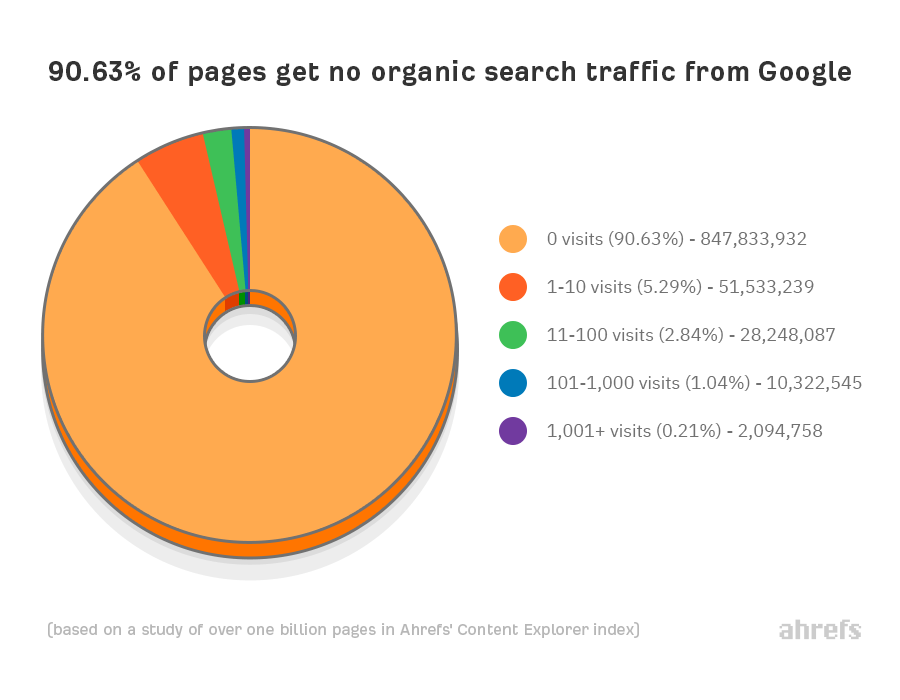 90.63% of pages get no organic search traffic from Google
0 visits (90.63%) - 847,833,932
1-10 visits (5.29%) - 51,533,239
11-100 visits (2.84%) - 28,248,087
101-1,000 visits (1.04%) - 10,322,545
1,001+ visits (0.21%) - 2,094,758
(based on a study of over one billion pages in Ahrefs' Content Explorer index)
ahrefs